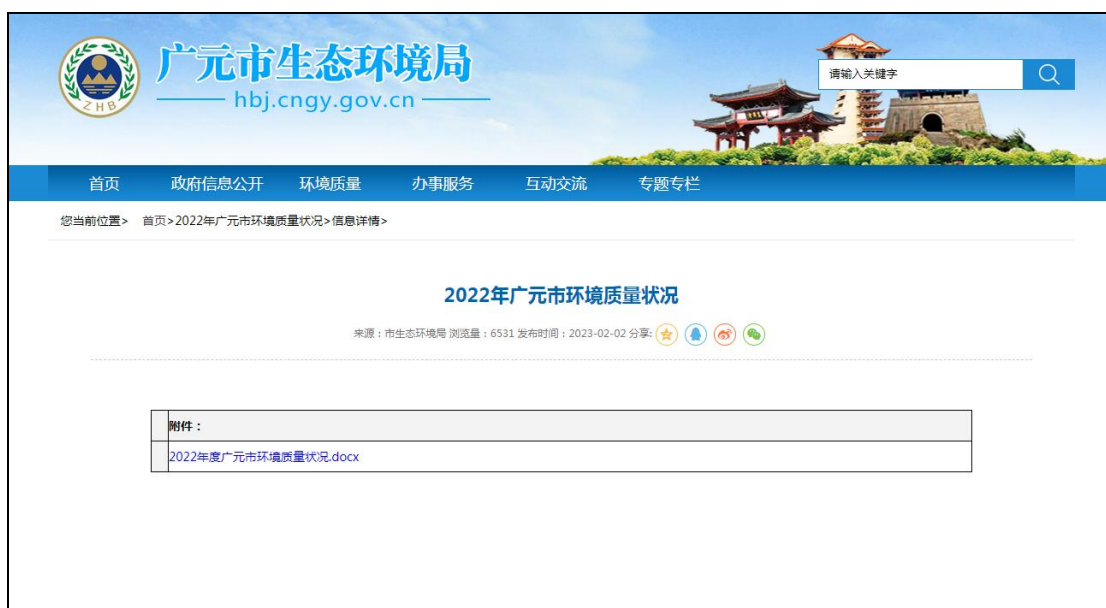 ZHB
广元市生态环境局
hbj.cngy.gov.cn
请输入关键字
首页 政府信息公开 环境质量 办事服务 互动交流 专题专栏
您当前位置> 首页>2022年广元市环境质量状况>信息详情>
2022年广元市环境质量状况
来源：市生态环境局 浏览量：6531 发布时间：2023-02-02 分享:
附件：
2022年度广元市环境质量状况.docx